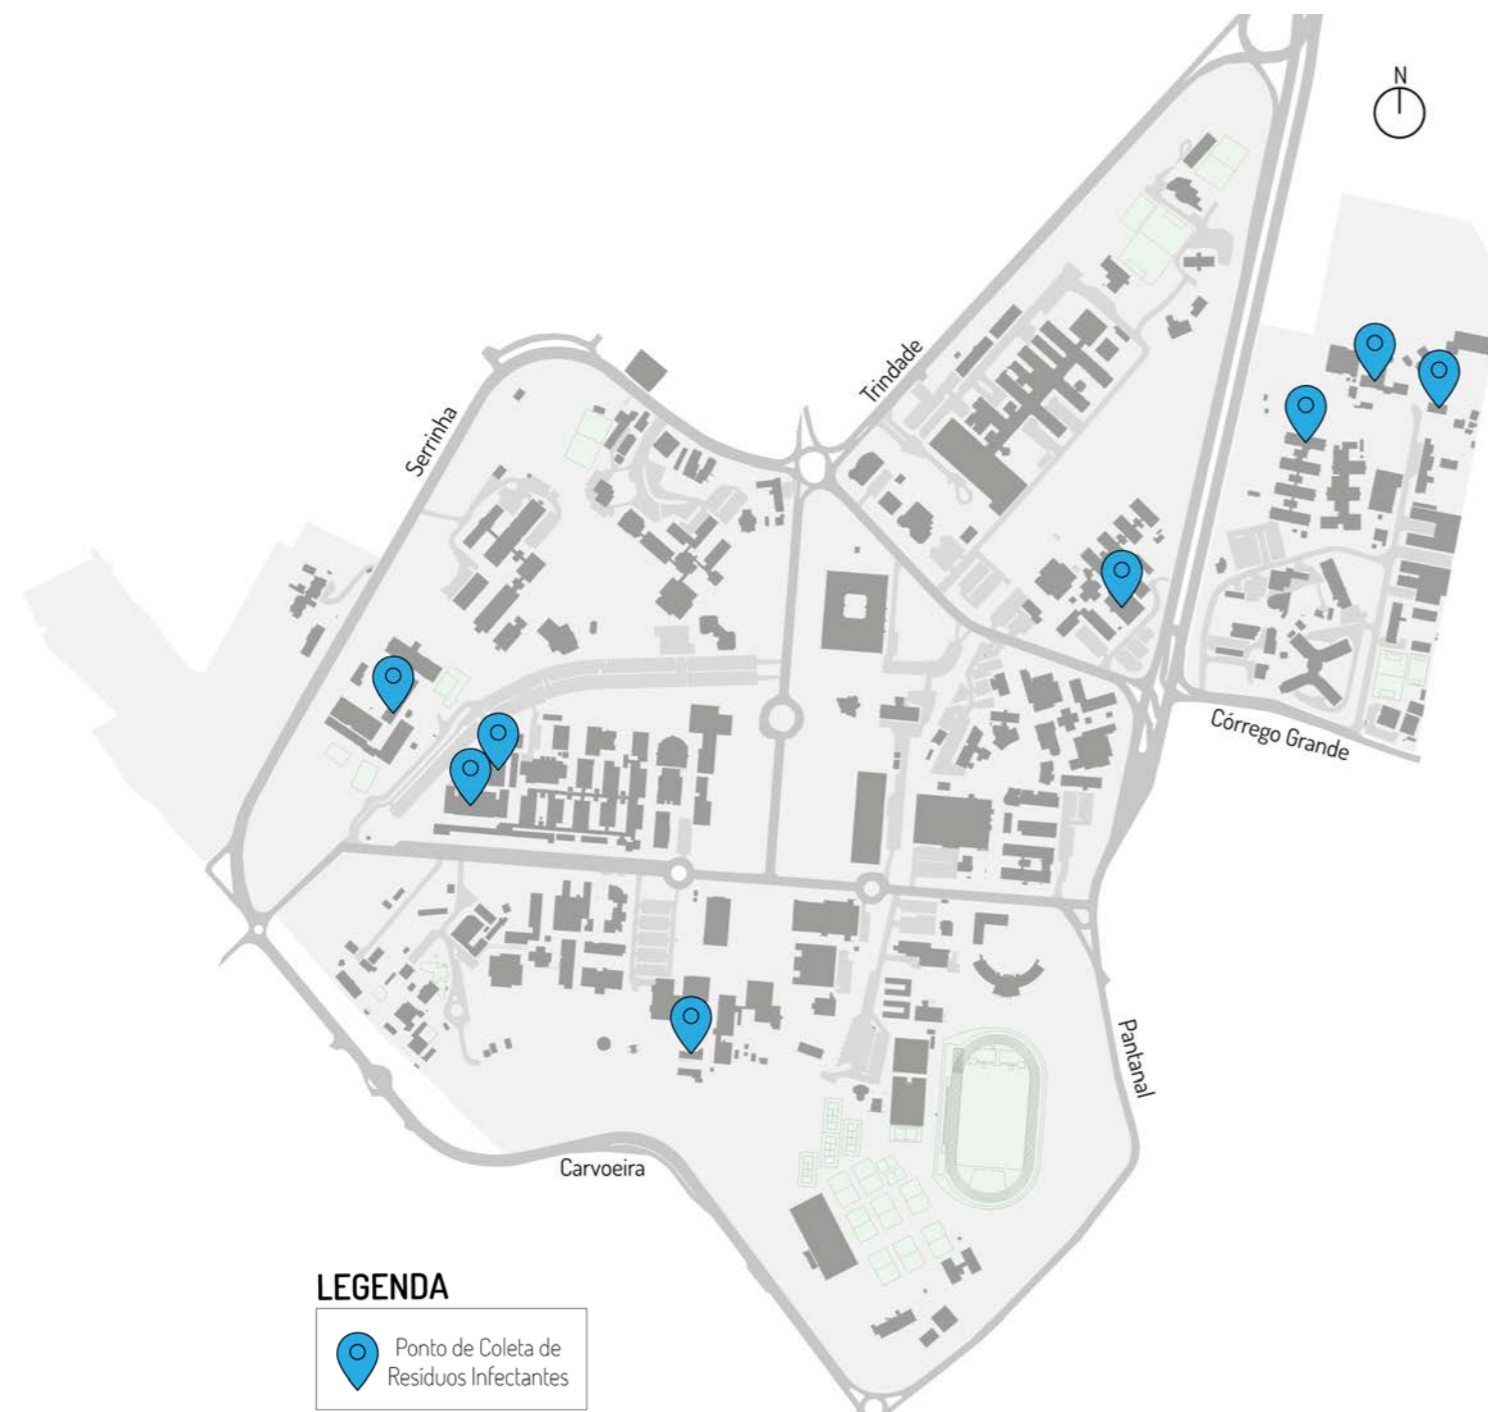 N
Trindade
Serrinha
Córrego Grande
Pantanal
Carvoeira
LEGENDA
Ponto de Coleta de
Resíduos Infectantes